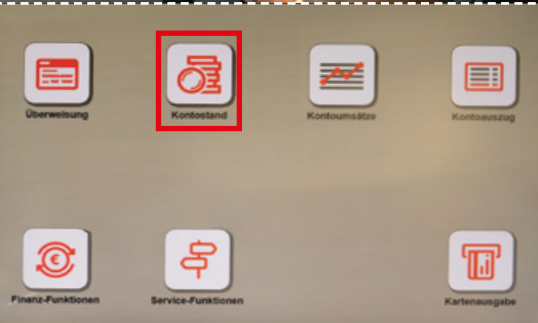 Überweisung
Kontostand
Kontoumsätze
Kontoauszug
Finanz-Funktionen
Service-Funktionen
Kartenausgabe